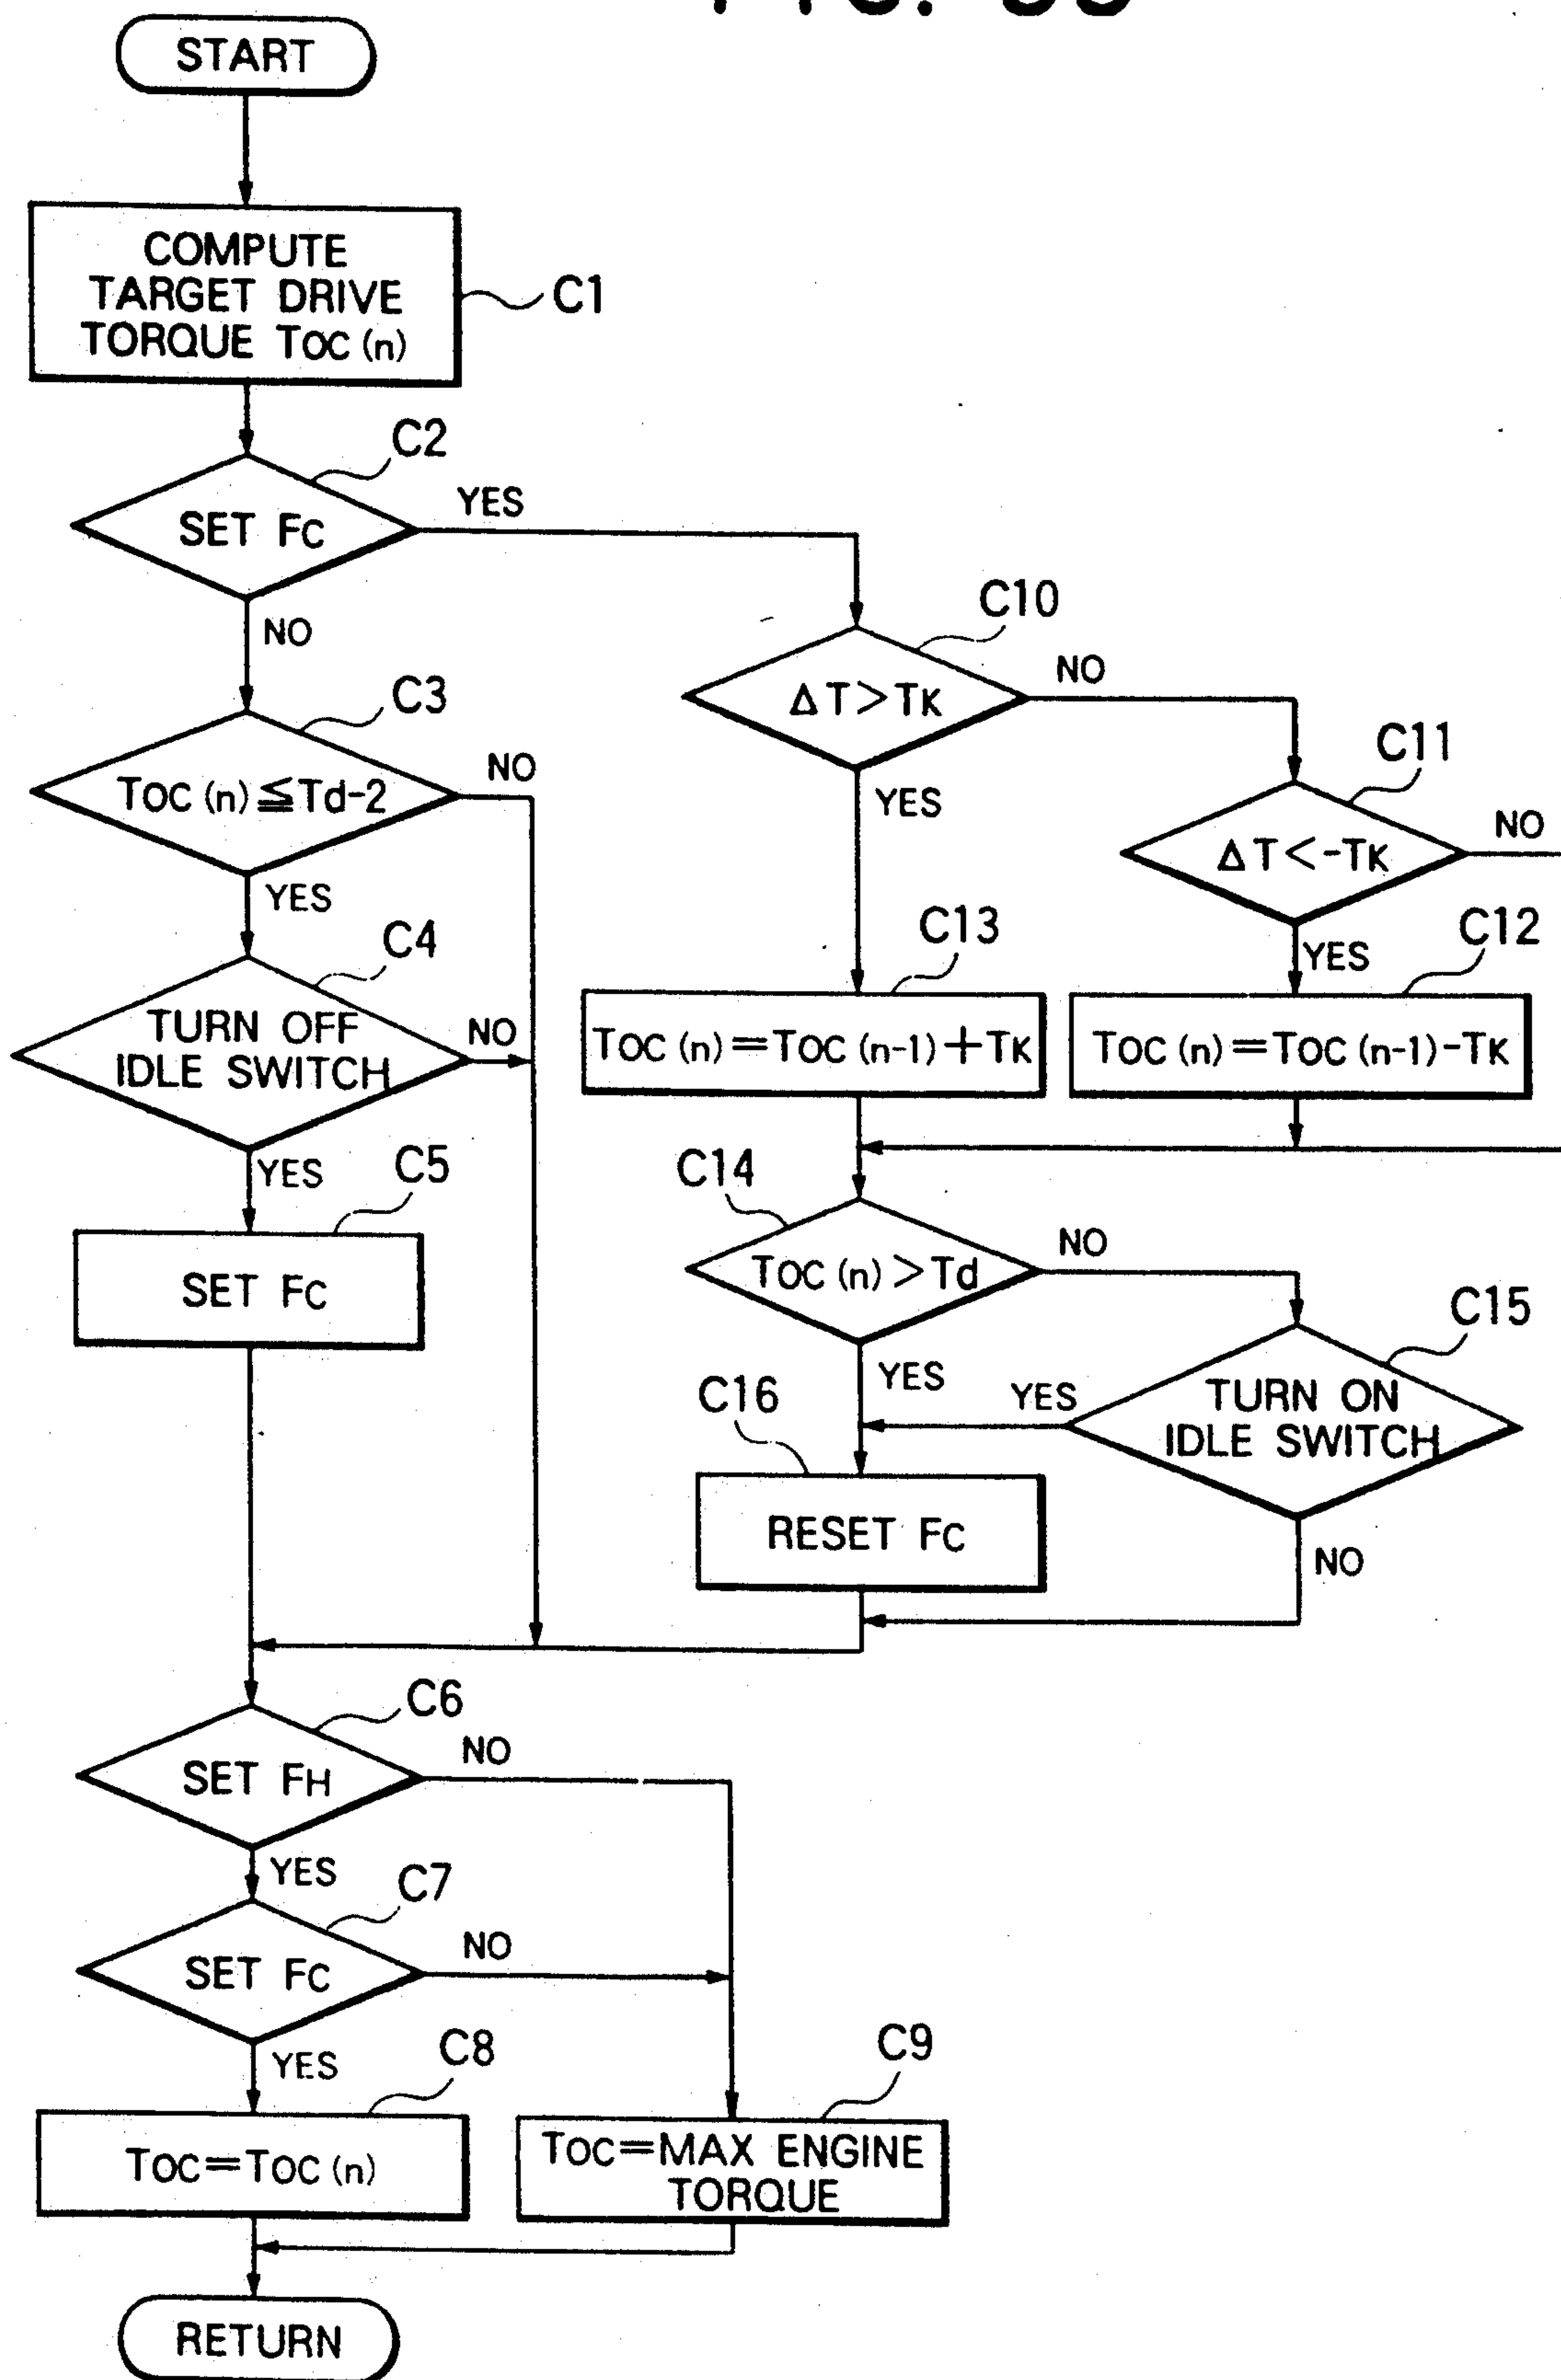 START
COMPUTE
TARGET DRIVE
TORQUE TOC (n)
C1
C2
SET FC
YES
NO
C10
ΔT>TK
NO
YES
C3
TOC (n) ≦Td-2
NO
YES
C11
ΔT<-TK
NO
YES
C4
TURN OFF
IDLE SWITCH
NO
YES
C13
TOC (n)=TOC (n-1)+TK
C12
TOC (n)=TOC (n-1)-TK
C5
SET FC
C14
TOC (n) >Td
NO
YES
C15
TURN ON
IDLE SWITCH
YES
NO
C16
RESET FC
C6
SET FH
NO
YES
C7
SET FC
NO
YES
C8
TOC=TOC (n)
C9
TOC=MAX ENGINE
TORQUE
RETURN